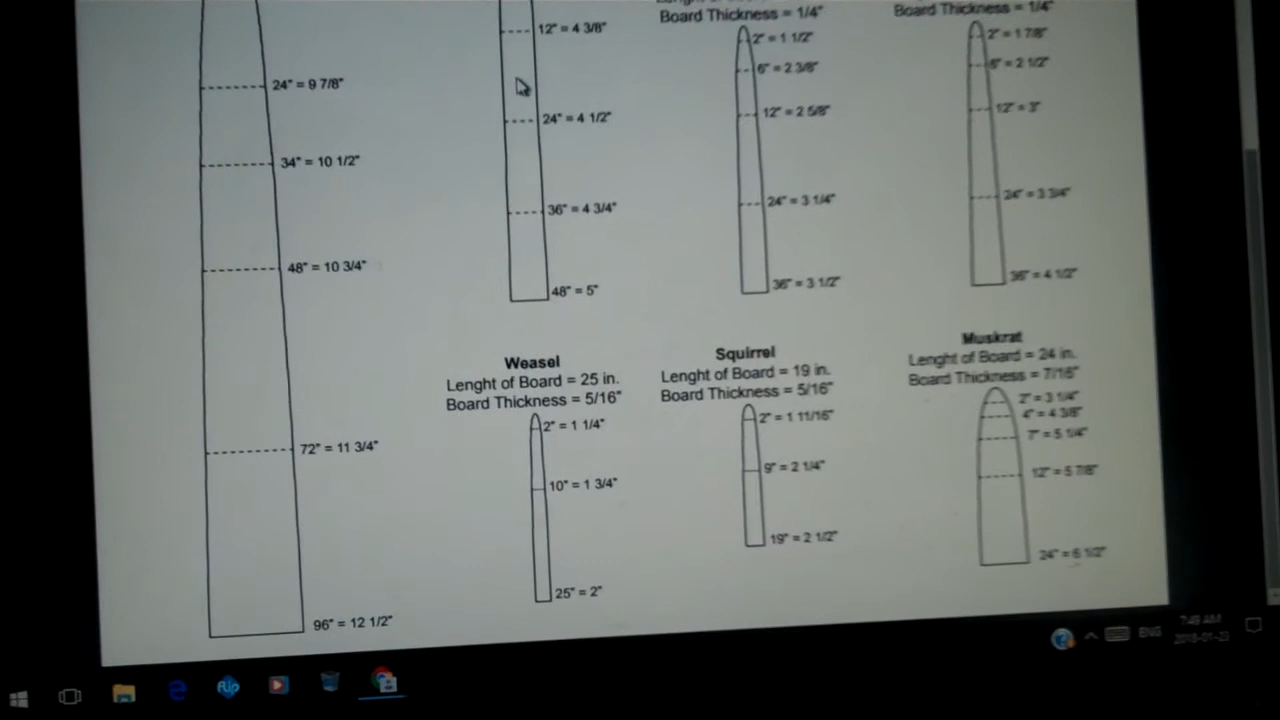 24" = 9 7/8"
34" = 10 1/2"
48" = 10 3/4"
72" = 11 3/4"
96" = 12 1/2"
12" = 4 3/8"
24" = 4 1/2"
36" = 4 3/4"
48" = 5"
Board Thickness = 1/4"
2" = 1 1/2"
6" = 2 3/8"
12" = 2 5/8"
24" = 3 1/4"
36" = 3 1/2"
Board Thickness = 1/4"
2" = 1 7/8"
6" = 2 1/2"
12" = 3"
24" = 3 3/4"
36" = 4 1/2"
Weasel
Lenght of Board = 25 in.
Board Thickness = 5/16"
2" = 1 1/4"
10" = 1 3/4"
25" = 2"
Squirrel
Lenght of Board = 19 in.
Board Thickness = 5/16"
2" = 1 11/16"
9" = 2 1/4"
19" = 2 1/2"
Muskrat
Lenght of Board = 24 in.
Board Thickness = 7/16"
2" = 3 1/4"
4" = 4 3/8"
7" = 5 1/4"
12" = 5 7/8"
24" = 6 1/2"
FLip
ENG
7:49 AM
2018-01-23